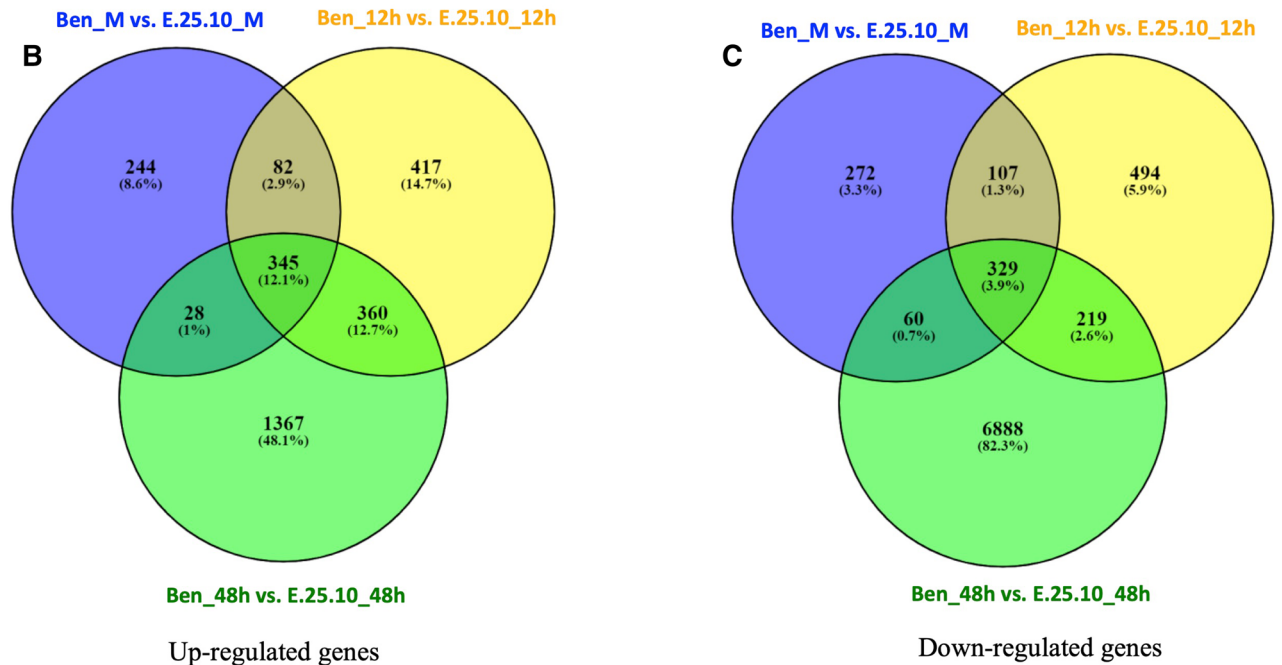 B
Ben_M vs. E.25.10_M
Ben_12h vs. E.25.10_12h
244
(8.6%)
82
(2.9%)
417
(14.7%)
345
(12.1%)
28
(1%)
360
(12.7%)
1367
(48.1%)
Ben_48h vs. E.25.10_48h
Up-regulated genes
C
Ben_M vs. E.25.10_M
Ben_12h vs. E.25.10_12h
272
(3.3%)
107
(1.3%)
494
(5.9%)
329
(3.9%)
60
(0.7%)
219
(2.6%)
6888
(82.3%)
Ben_48h vs. E.25.10_48h
Down-regulated genes